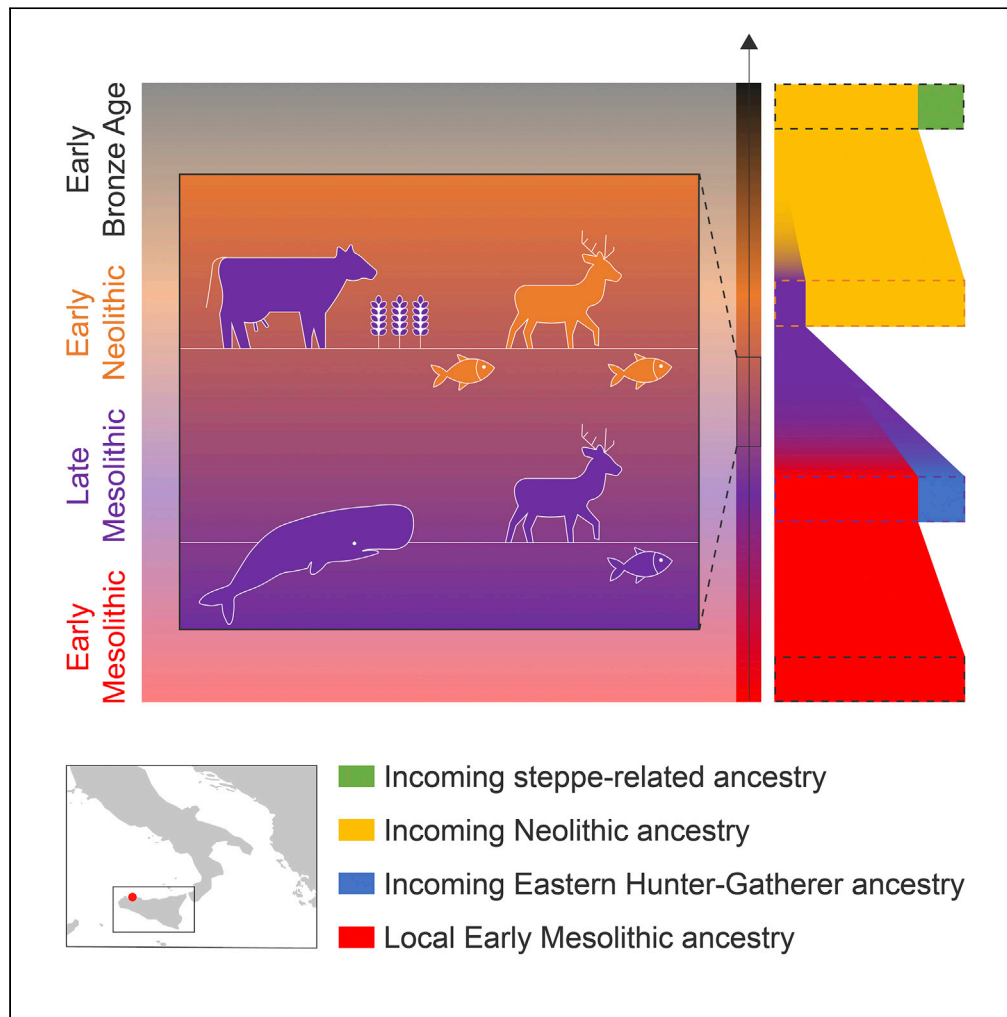 Early
Bronze Age
Early
Neolithic
Late
Mesolithic
Early
Mesolithic
Incoming steppe-related ancestry
Incoming Neolithic ancestry
Incoming Eastern Hunter-Gatherer ancestry
Local Early Mesolithic ancestry